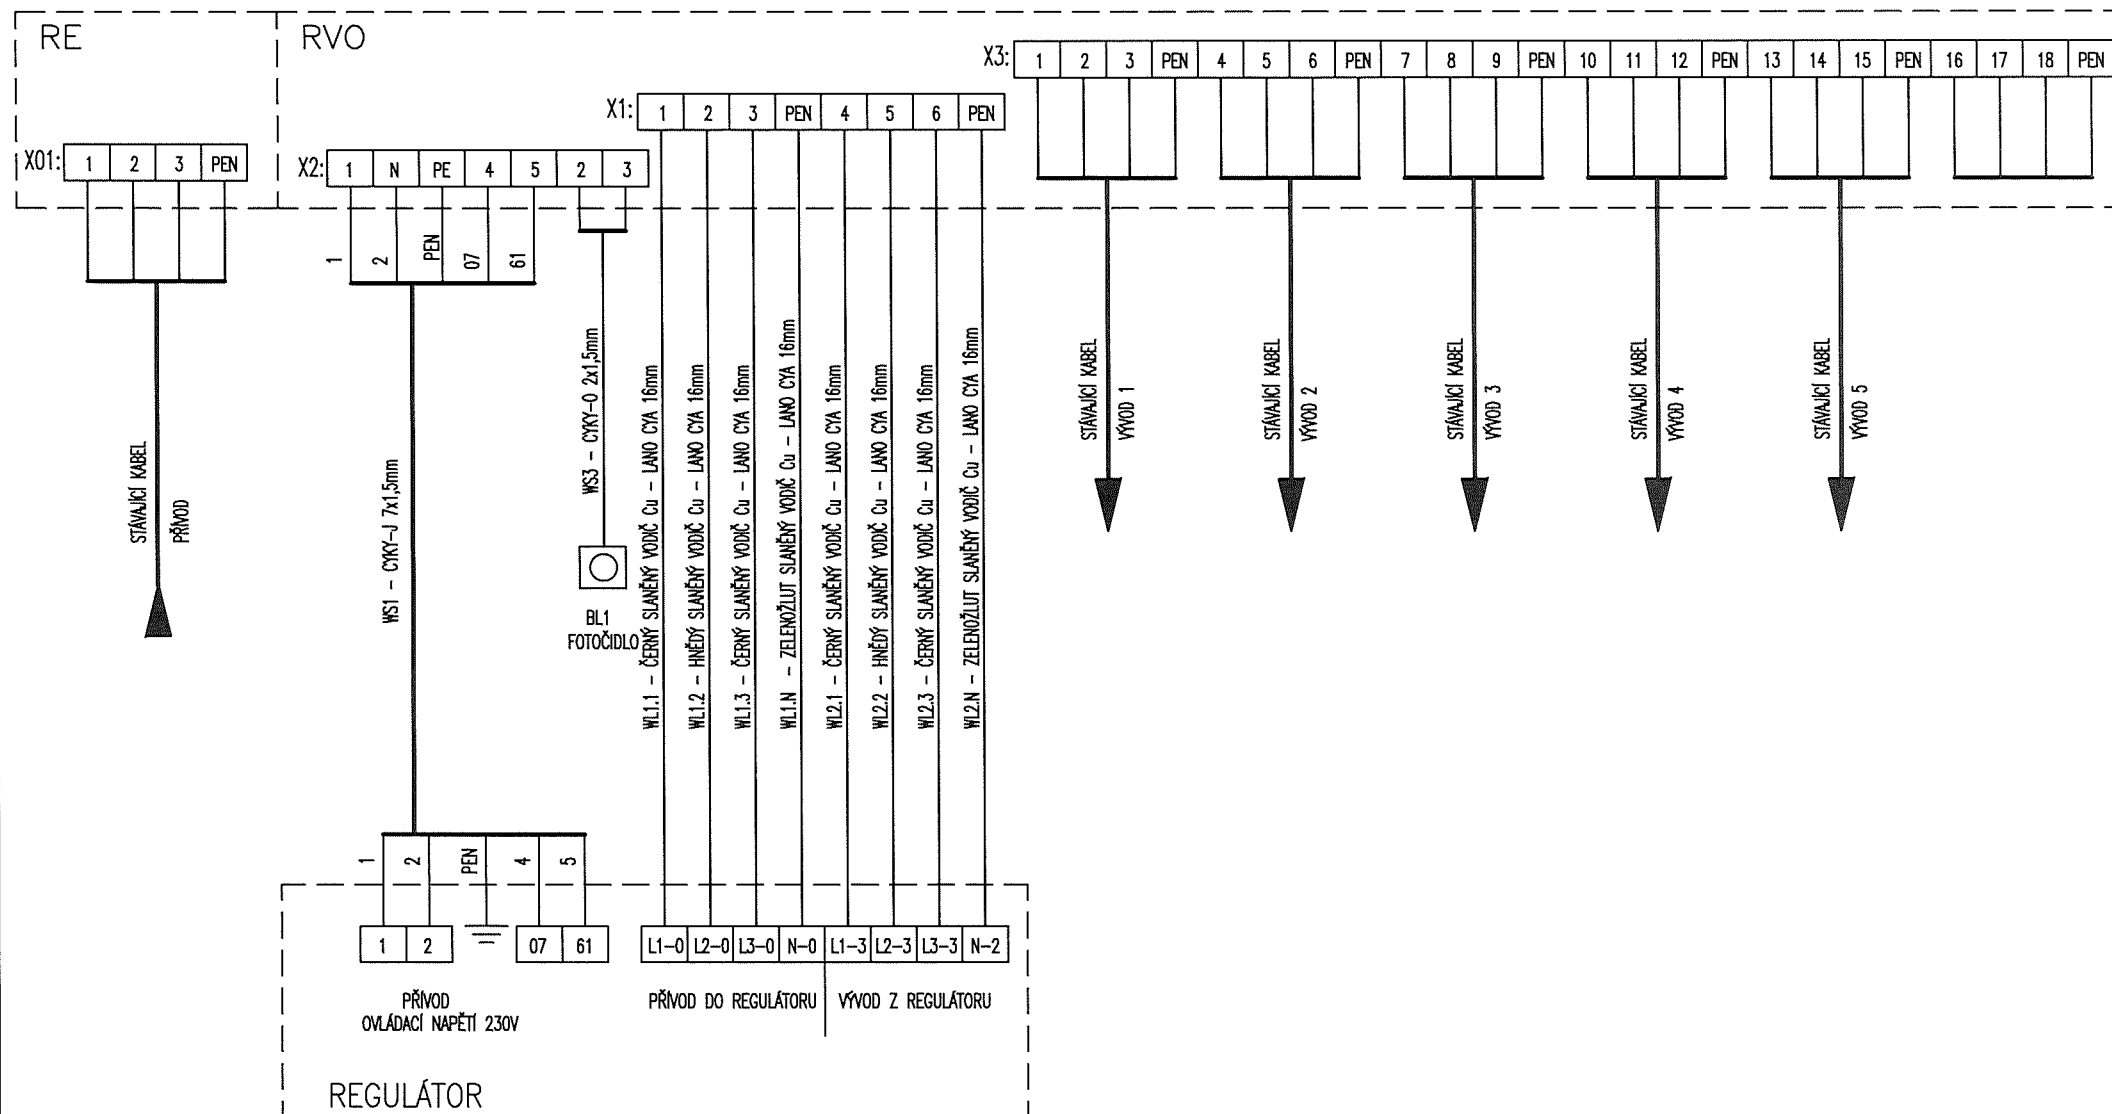 RE
RVO
X3: 1 2 3 PEN 4 5 6 PEN 7 8 9 PEN 10 11 12 PEN 13 14 15 PEN 16 17 18 PEN
X1: 1 2 3 PEN 4 5 6 PEN
X01: 1 2 3 PEN
X2: 1 N PE 4 5 2 3
1 2 PEN 07 61
STÁVAJÍCÍ KABEL
PŘÍVOD
WS1 - CYKY-J 7x1,5mm
WS3 - CYKY-O 2x1,5mm
BL1
FOTOČIDLO
WL1.1 - ČERNÝ SLANĚNÝ VODIČ Cu - LANO CYA 16mm
WL1.2 - HNĚDÝ SLANĚNÝ VODIČ Cu - LANO CYA 16mm
WL1.3 - ČERNÝ SLANĚNÝ VODIČ Cu - LANO CYA 16mm
WL1.N - ZELENOŽLUT SLANĚNÝ VODIČ Cu - LANO CYA 16mm
WL2.1 - ČERNÝ SLANĚNÝ VODIČ Cu - LANO CYA 16mm
WL2.2 - HNĚDÝ SLANĚNÝ VODIČ Cu - LANO CYA 16mm
WL2.3 - ČERNÝ SLANĚNÝ VODIČ Cu - LANO CYA 16mm
WL2.N - ZELENOŽLUT SLANĚNÝ VODIČ Cu - LANO CYA 16mm
STÁVAJÍCÍ KABEL
VÝVOD 1
STÁVAJÍCÍ KABEL
VÝVOD 2
STÁVAJÍCÍ KABEL
VÝVOD 3
STÁVAJÍCÍ KABEL
VÝVOD 4
STÁVAJÍCÍ KABEL
VÝVOD 5
1 2 PEN 4 5
1 2 07 61
L1-0 L2-0 L3-0 N-0 L1-3 L2-3 L3-3 N-2
PŘÍVOD
OVLÁDACÍ NAPĚTÍ 230V
PŘÍVOD DO REGULÁTORU
VÝVOD Z REGULÁTORU
REGULÁTOR